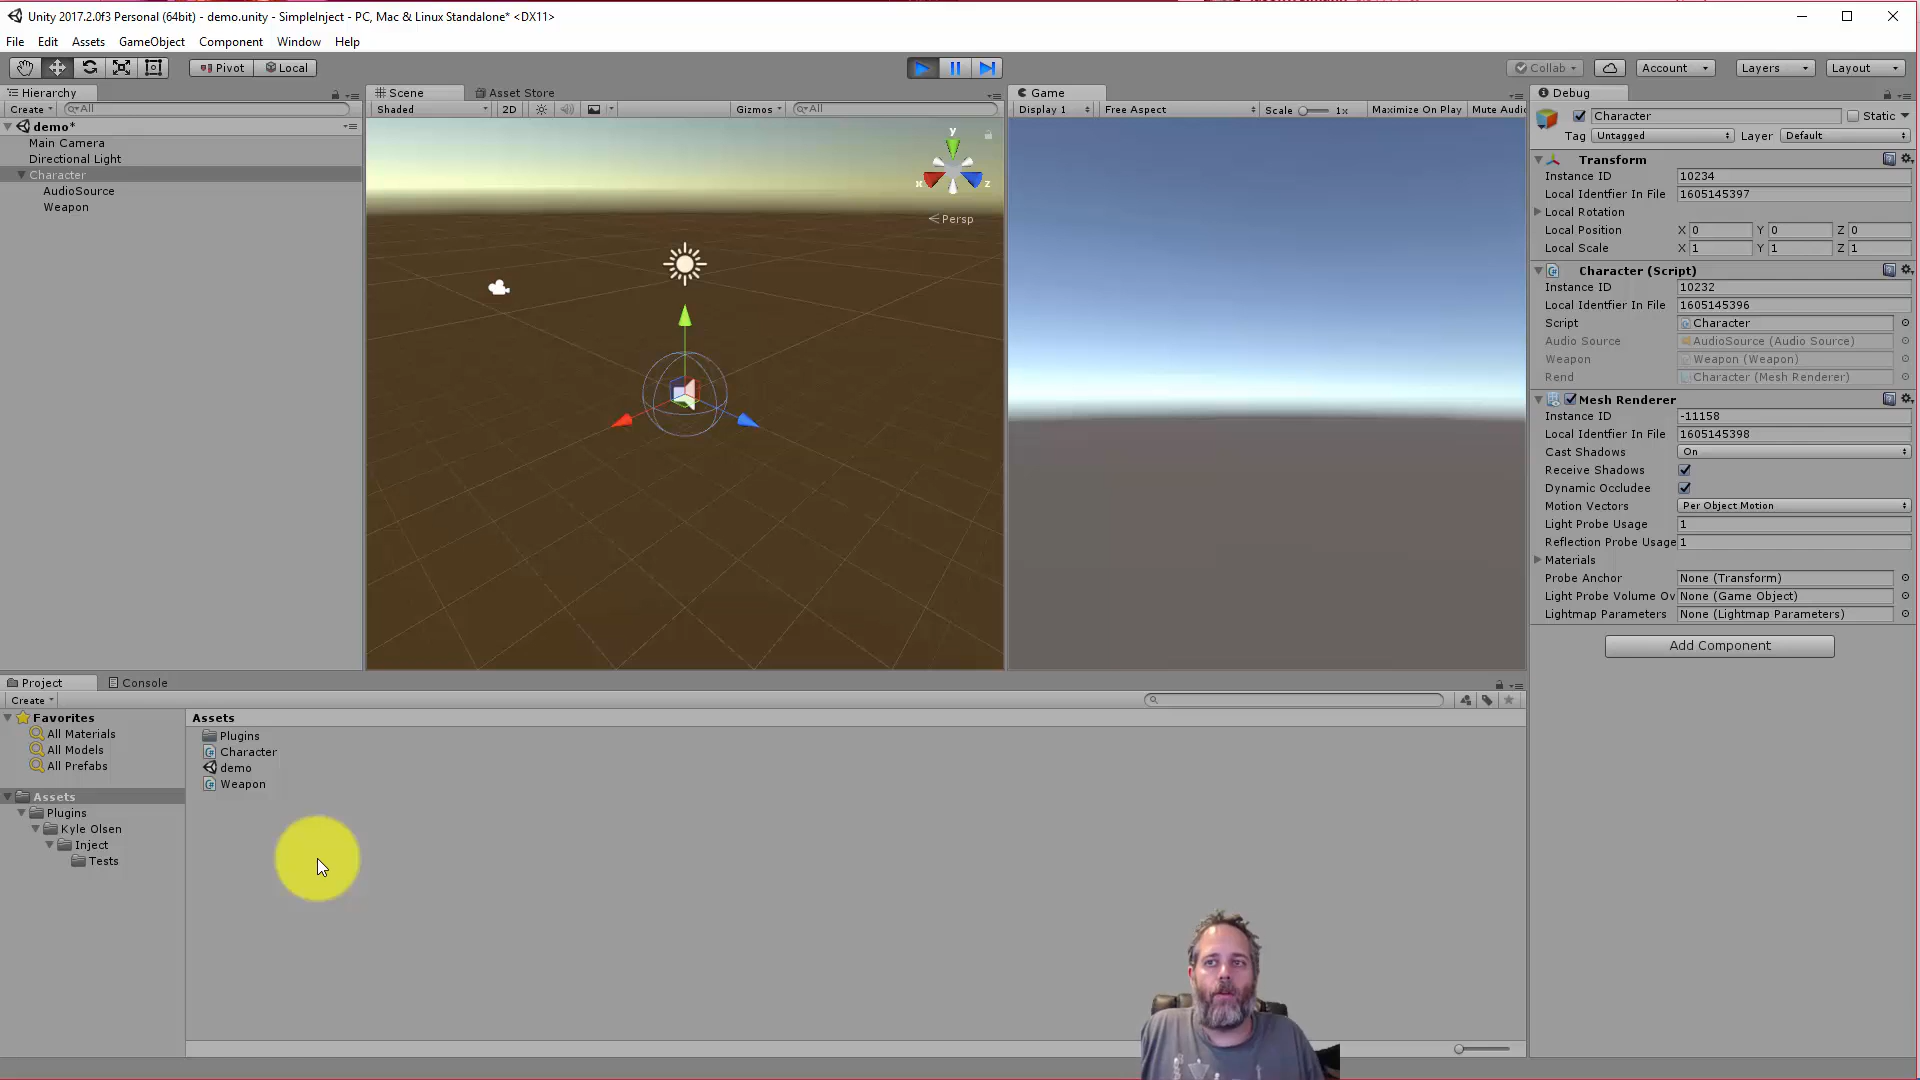 Unity 2017.2.0f3 Personal (64bit) - demo.unity - SimpleInject - PC, Mac & Linux Standalone* <DX11>
File Edit Assets GameObject Component Window Help
Pivot Local
Collab Account Layers Layout
Hierarchy
Create All
demo*
Main Camera
Directional Light
Character
AudioSource
Weapon
Scene Asset Store
Shaded 2D Gizmos All
y
x z
Persp
Game
Display 1 Free Aspect Scale 1x Maximize On Play Mute Audio
Debug
Character Static
Tag Untagged Layer Default
Transform
Instance ID 10234
Local Identfier In File 1605145397
Local Rotation
Local Position X 0 Y 0 Z 0
Local Scale X 1 Y 1 Z 1
Character (Script)
Instance ID 10232
Local Identfier In File 1605145396
Script Character
Audio Source AudioSource (Audio Source)
Weapon Weapon (Weapon)
Rend Character (Mesh Renderer)
Mesh Renderer
Instance ID -11158
Local Identfier In File 1605145398
Cast Shadows On
Receive Shadows
Dynamic Occludee
Motion Vectors Per Object Motion
Light Probe Usage 1
Reflection Probe Usage 1
Materials
Probe Anchor None (Transform)
Light Probe Volume Ov None (Game Object)
Lightmap Parameters None (Lightmap Parameters)
Add Component
Project Console
Create
Favorites
All Materials
All Models
All Prefabs
Assets
Plugins
Kyle Olsen
Inject
Tests
Assets
Plugins
Character
demo
Weapon